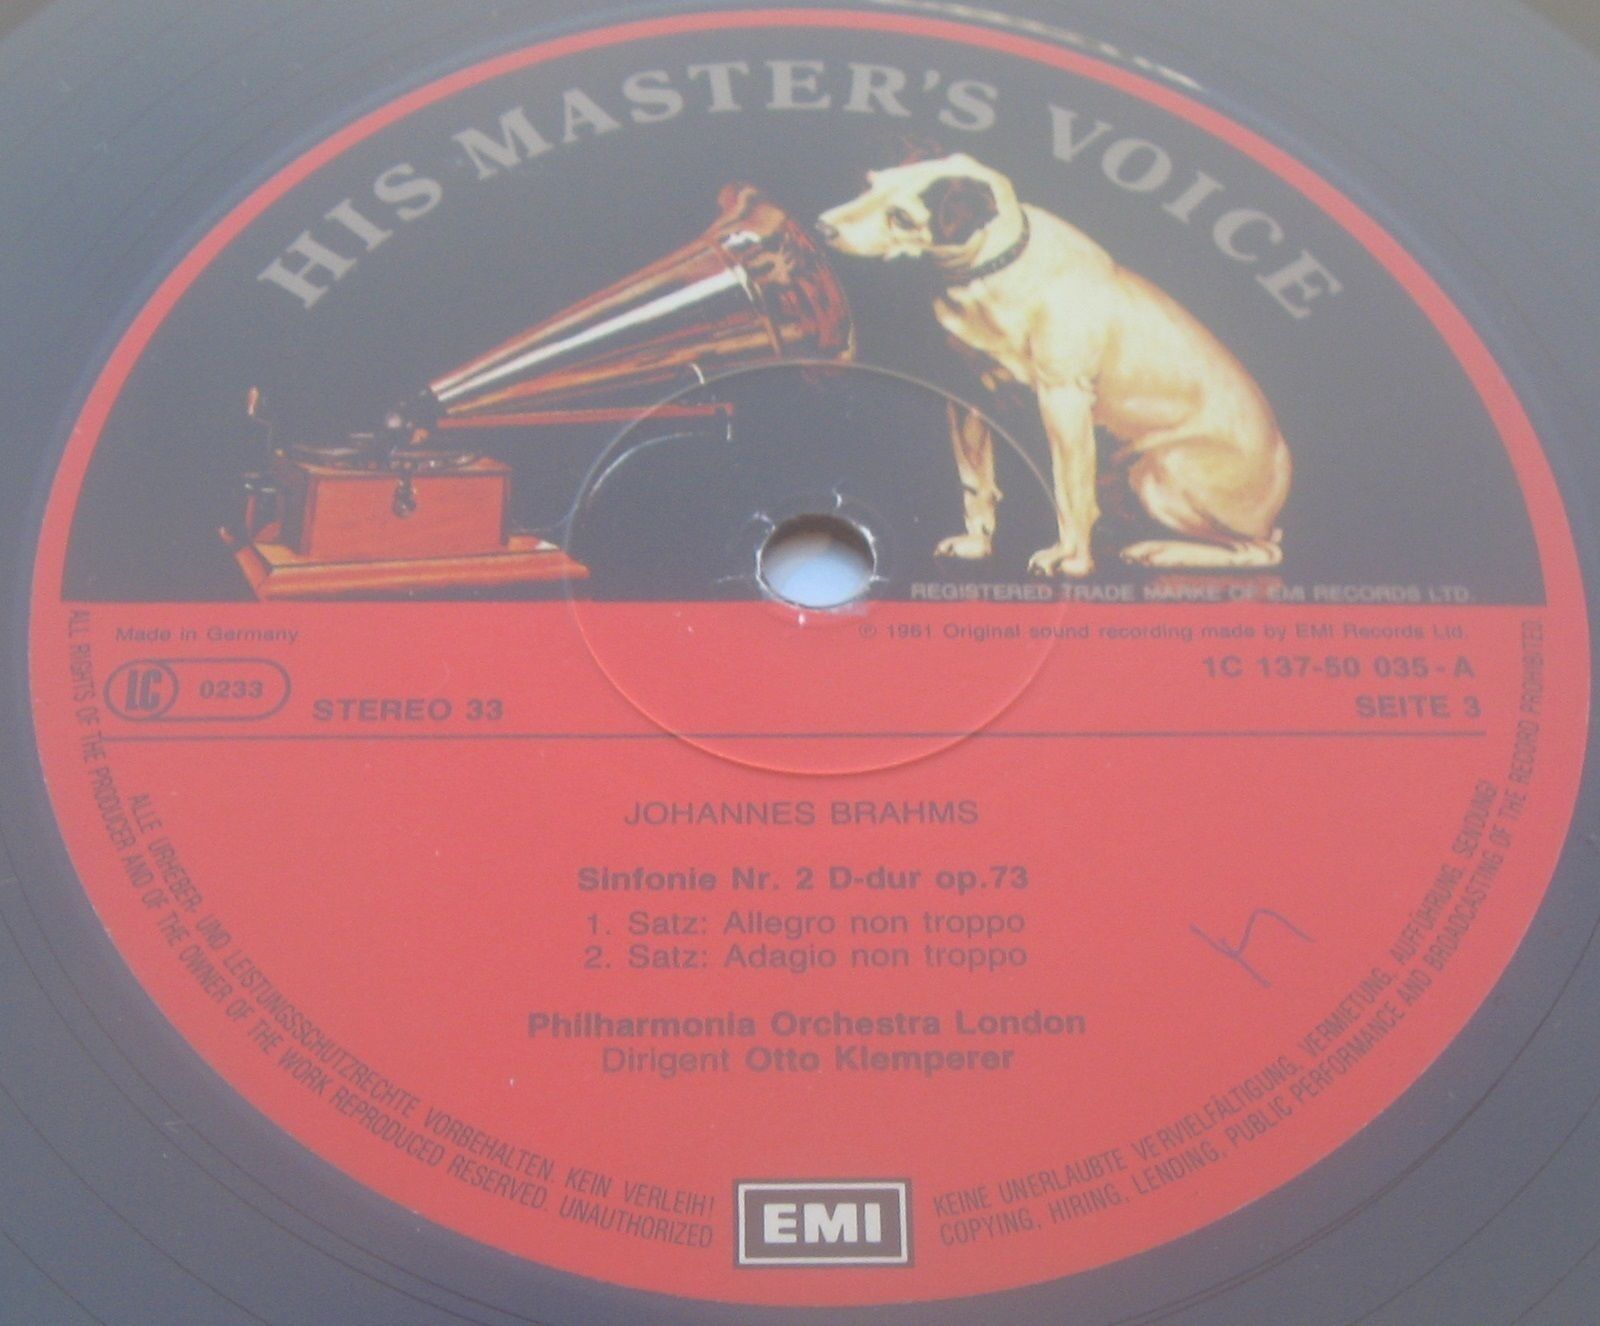 HIS MASTER'S VOICE
REGISTERED TRADE MARKE OF EMI RECORDS LTD.
Made in Germany
℗ 1961 Original sound recording made by EMI Records Ltd.
LC 0233
STEREO 33
1C 137-50 035-A
SEITE 3
JOHANNES BRAHMS
Sinfonie Nr. 2 D-dur op.73
1. Satz: Allegro non troppo
2. Satz: Adagio non troppo
Philharmonia Orchestra London
Dirigent Otto Klemperer
ALLE URHEBER- UND LEISTUNGSSCHUTZRECHTE VORBEHALTEN. KEIN VERLEIH! KEINE UNERLAUBTE VERVIELFÄLTIGUNG, VERMIETUNG, AUFFÜHRUNG, SENDUNG!
ALL RIGHTS OF THE PRODUCER AND OF THE OWNER OF THE WORK REPRODUCED RESERVED. UNAUTHORIZED COPYING, HIRING, LENDING, PUBLIC PERFORMANCE AND BROADCASTING OF THE RECORD PROHIBITED
EMI